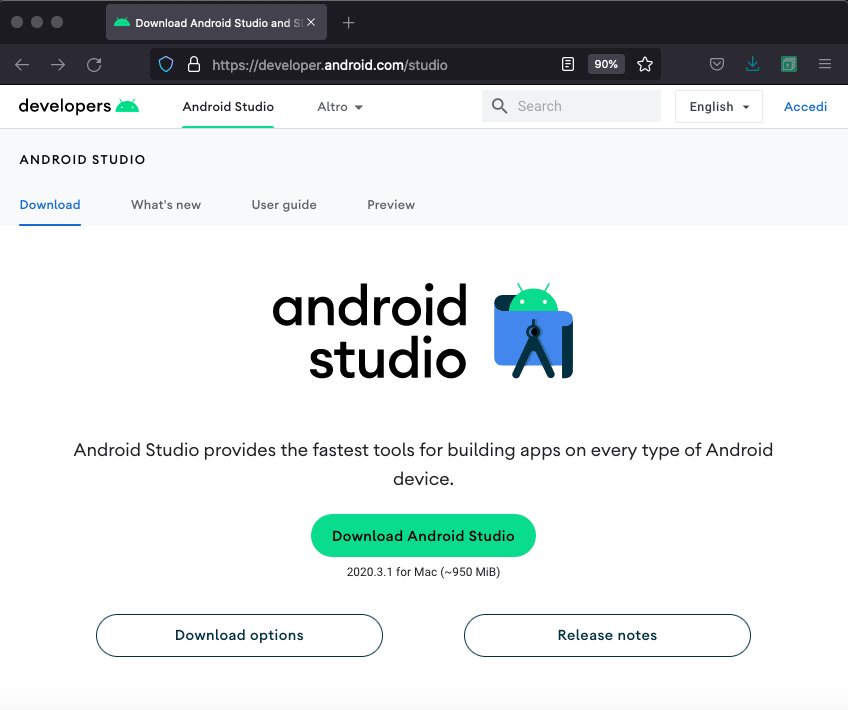 Download Android Studio and S
https://developer.android.com/studio
90%
developers
Android Studio
Altro
Search
English
Accedi
ANDROID STUDIO
Download
What's new
User guide
Preview
android
studio
Android Studio provides the fastest tools for building apps on every type of Android
device.
Download Android Studio
2020.3.1 for Mac (~950 MiB)
Download options
Release notes